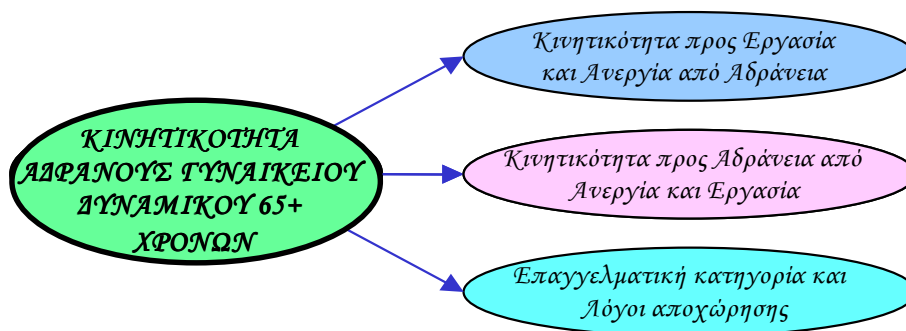 ΚΙΝΗΤΙΚΟΤΗΤΑ
ΑΔΡΑΝΟΥΣ ΓΥΝΑΙΚΕΙΟΥ
ΔΥΝΑΜΙΚΟΥ 65+
ΧΡΟΝΩΝ
Κινητικότητα προς Εργασία
και Ανεργία από Αδράνεια
Κινητικότητα προς Αδράνεια από
Ανεργία και Εργασία
Επαγγελματική κατηγορία και
Λόγοι αποχώρησης